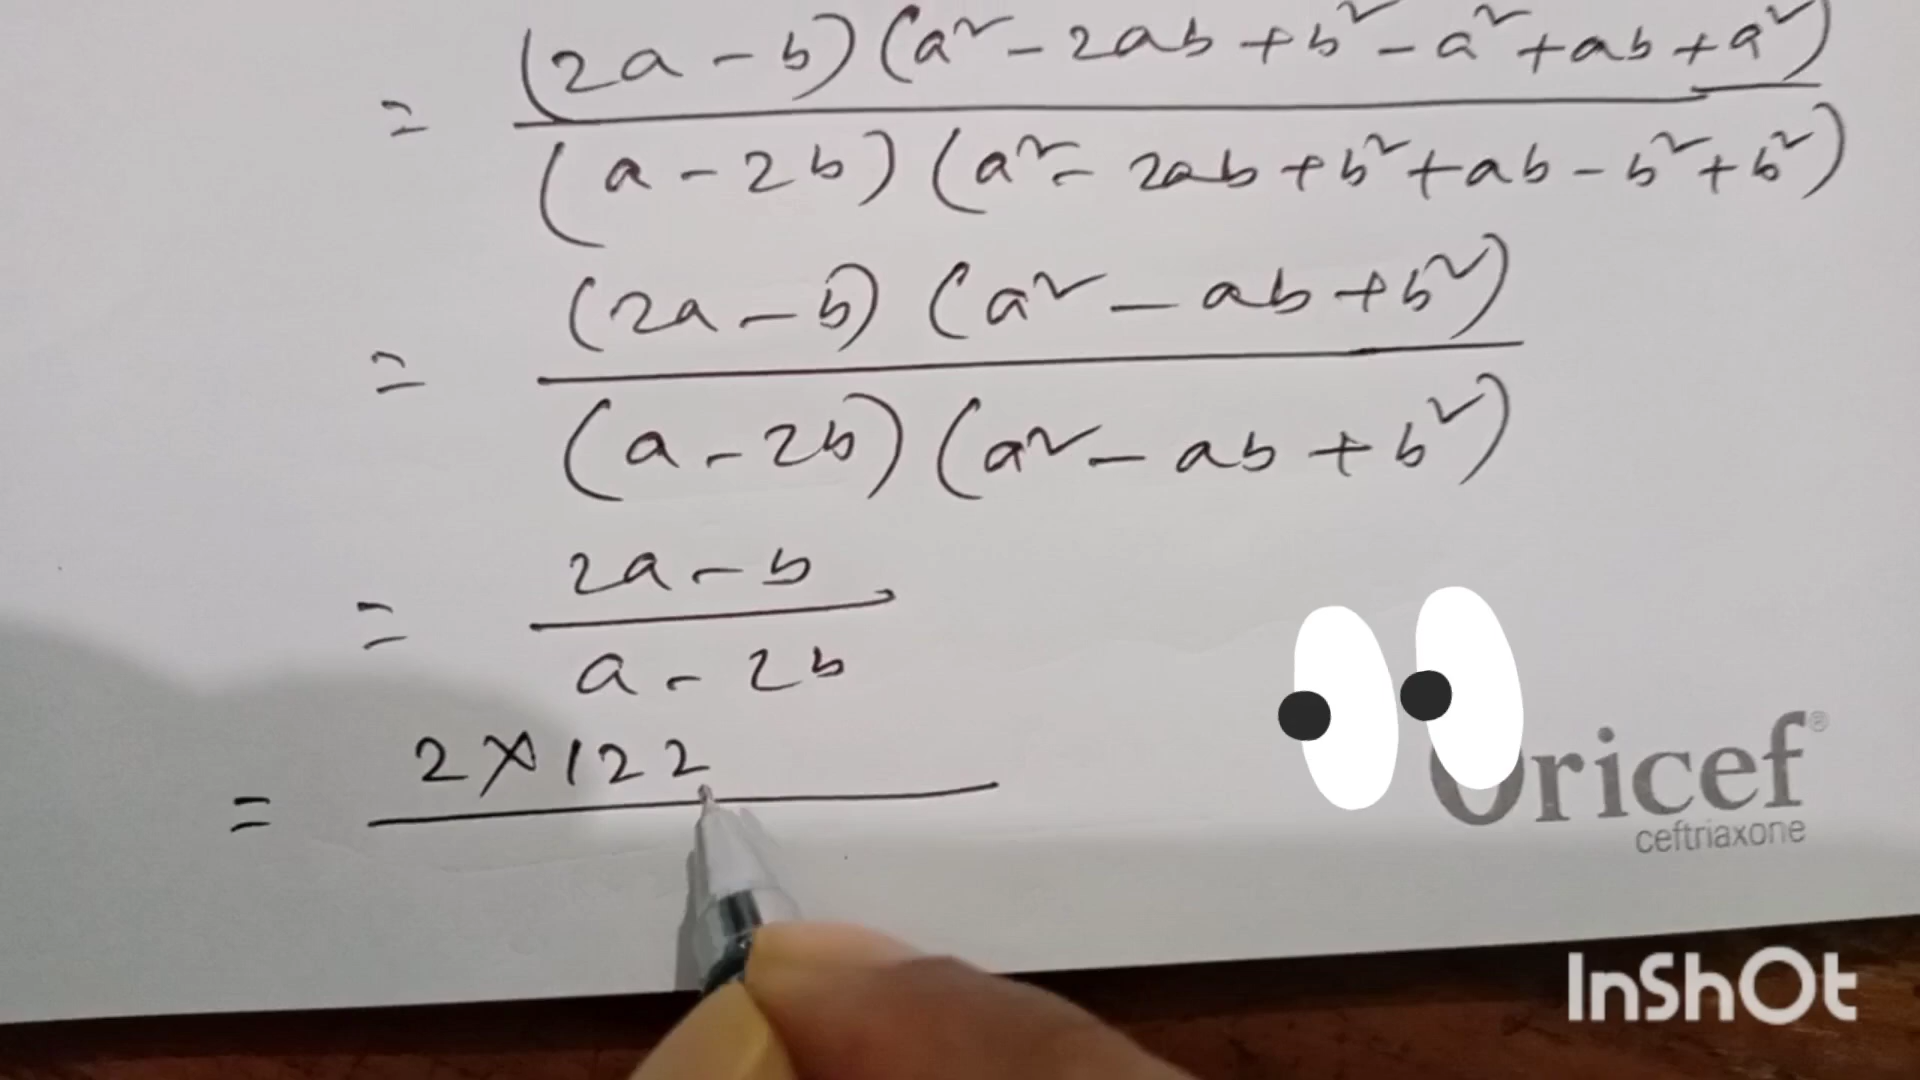 = (2a - b) (a² - 2ab + b² - a² + ab + a²)
(a - 2b) (a² - 2ab + b² + ab - b² + b²)
= (2a - b) (a² - ab + b²)
(a - 2b) (a² - ab + b²)
= 2a - b
a - 2b
= 2 × 122
Oricef®
ceftriaxone
InShOt